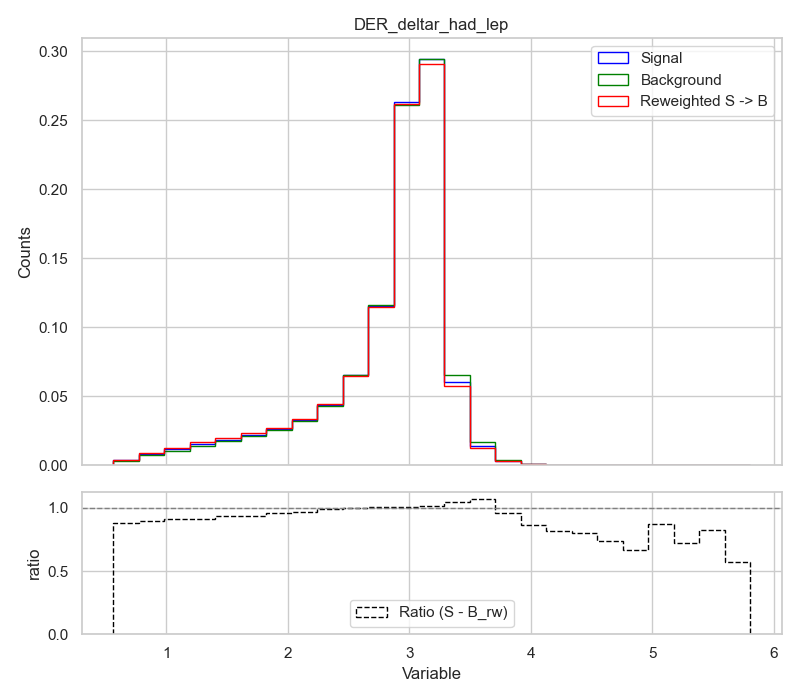 DER_deltar_had_lep
0.30
0.25
0.20
0.15
0.10
0.05
0.00
Counts
Signal
Background
Reweighted S -> B
1.0
0.5
0.0
ratio
Ratio (S - B_rw)
1 2 3 4 5 6
Variable